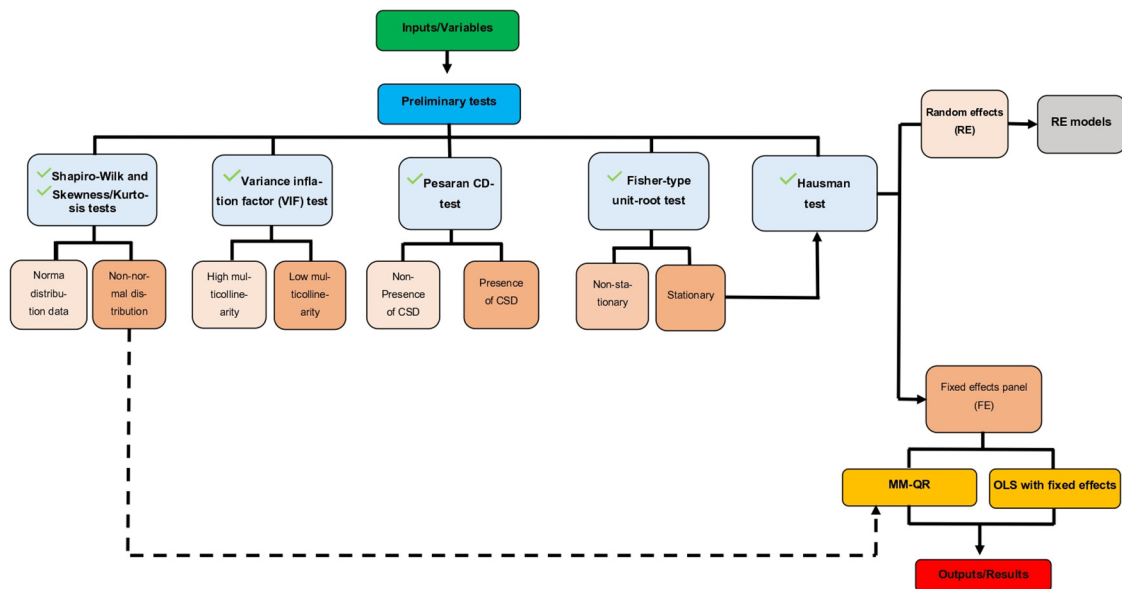 Inputs/Variables
Preliminary tests
Random effects
(RE)
RE models
Shapiro-Wilk and
Skewness/Kurto-
sis tests
Variance infla-
tion factor (VIF) test
Pesaran CD-
test
Fisher-type
unit-root test
Hausman
test
Norma
distribu-
tion data
Non-nor-
mal dis-
tribution
High mul-
ticolline-
arity
Low mul-
ticolline-
arity
Non-
Presence
of CSD
Presence
of CSD
Non-sta-
tionary
Stationary
Fixed effects panel
(FE)
MM-QR
OLS with fixed effects
Outputs/Results